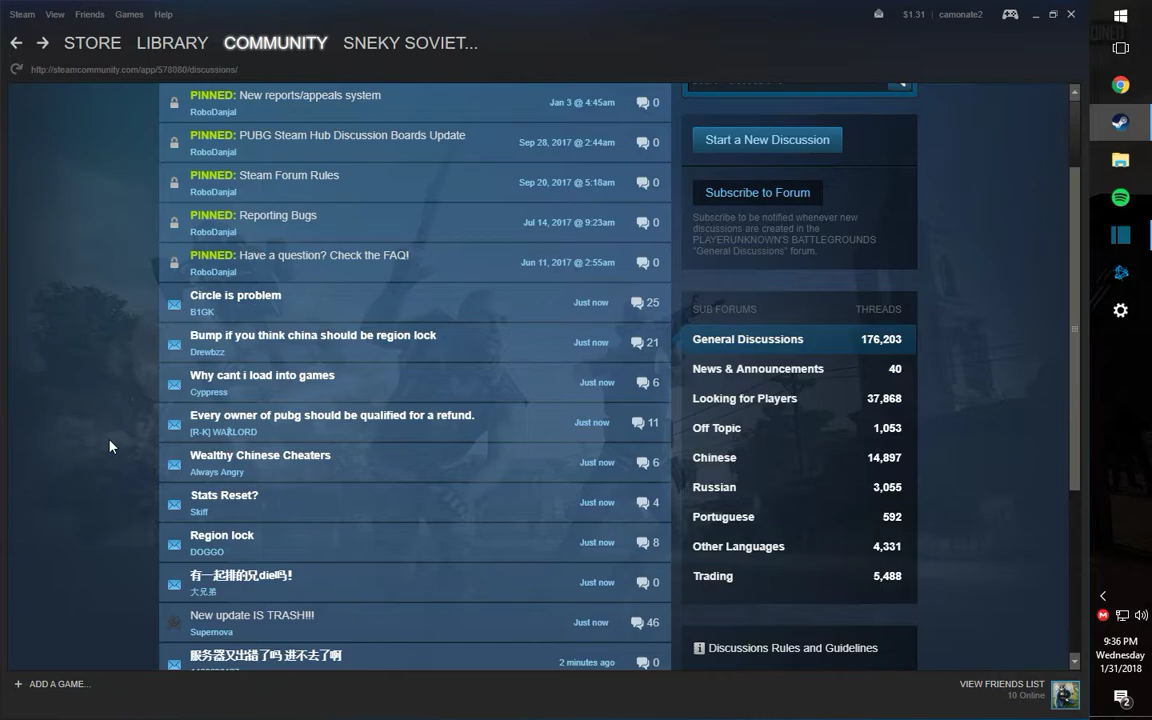 Steam View Friends Games Help
$1.31 camonate2
STORE LIBRARY COMMUNITY SNEKY SOVIET...
http://steamcommunity.com/app/578080/discussions/
PINNED: New reports/appeals system
RoboDanjal
Jan 3 @ 4:45am 0
PINNED: PUBG Steam Hub Discussion Boards Update
RoboDanjal
Sep 28, 2017 @ 2:44am 0
PINNED: Steam Forum Rules
RoboDanjal
Sep 20, 2017 @ 5:18am 0
PINNED: Reporting Bugs
RoboDanjal
Jul 14, 2017 @ 9:23am 0
PINNED: Have a question? Check the FAQ!
RoboDanjal
Jun 11, 2017 @ 2:55am 0
Circle is problem
B1GK
Just now 25
Bump if you think china should be region lock
Drewbzz
Just now 21
Why cant i load into games
Cyppress
Just now 6
Every owner of pubg should be qualified for a refund.
[R-K] WARLORD
Just now 11
Wealthy Chinese Cheaters
Always Angry
Just now 6
Stats Reset?
Skiff
Just now 4
Region lock
DOGGO
Just now 8
有一起排的兄die吗!
大兄弟
Just now 0
New update IS TRASH!!!
Supernova
Just now 46
服务器又出错了吗 进不去了啊
2 minutes ago 0
Start a New Discussion
Subscribe to Forum
Subscribe to be notified whenever new
discussions are created in the
PLAYERUNKNOWN'S BATTLEGROUNDS
"General Discussions" forum.
SUB FORUMS THREADS
General Discussions 176,203
News & Announcements 40
Looking for Players 37,868
Off Topic 1,053
Chinese 14,897
Russian 3,055
Portuguese 592
Other Languages 4,331
Trading 5,488
Discussions Rules and Guidelines
+ ADD A GAME...
VIEW FRIENDS LIST
10 Online
9:36 PM
Wednesday
1/31/2018
2